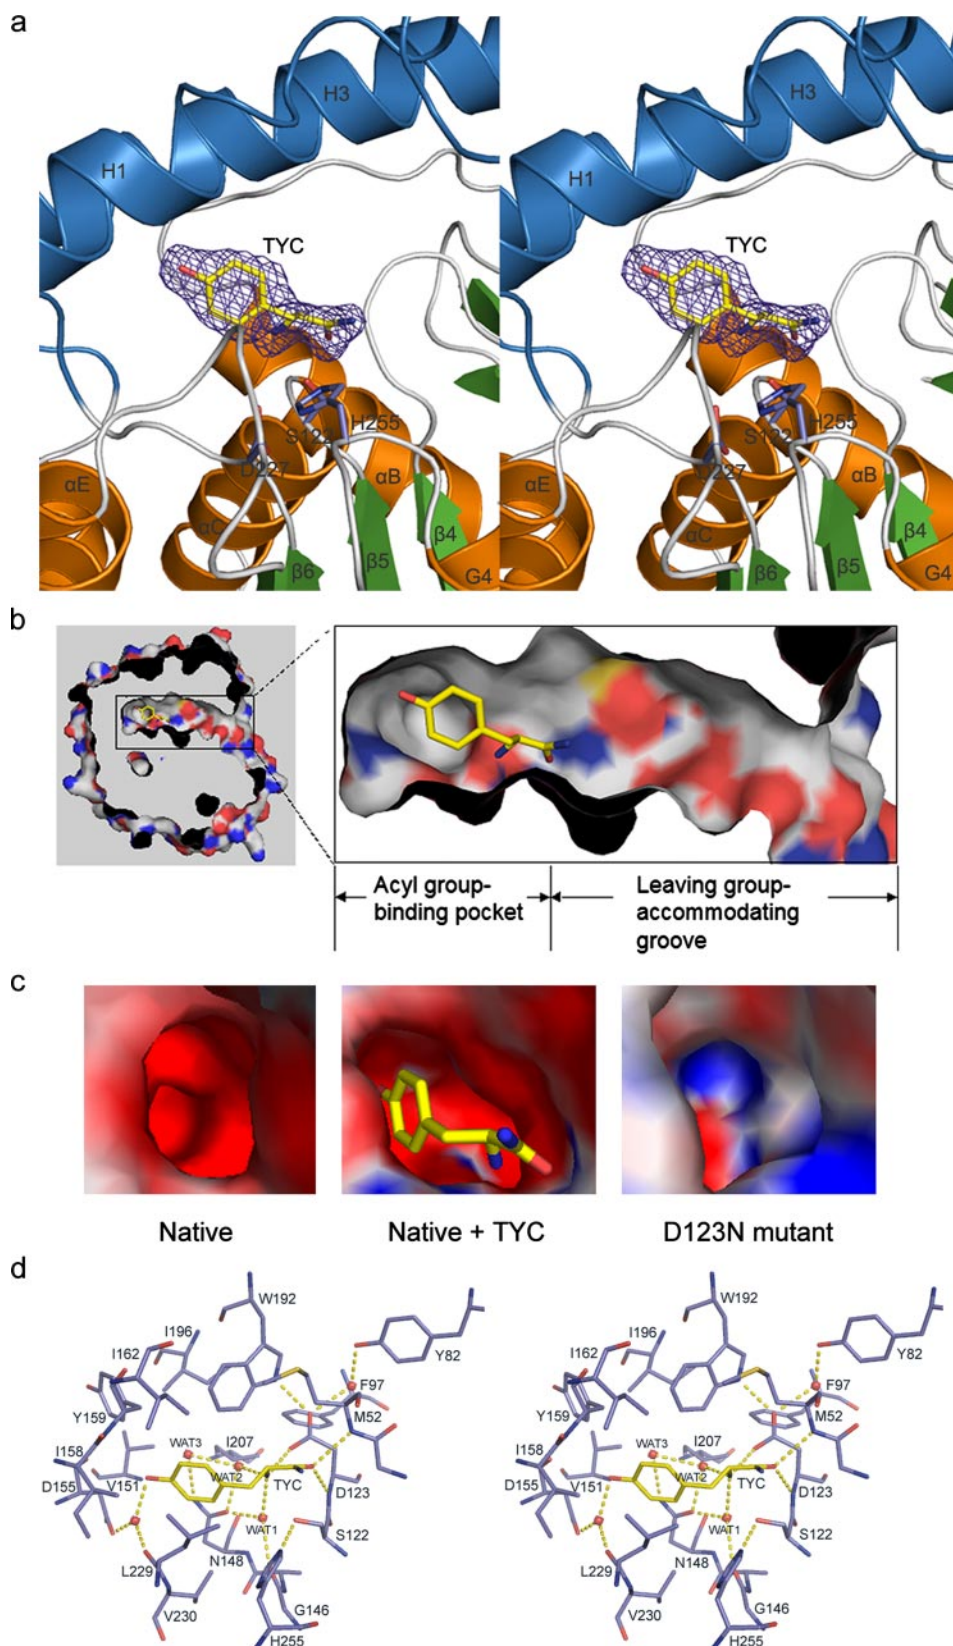 a
H3
H1
TYC
S122
H255
D227
αE
αB
αC
β4
β5
β6
G4
H3
H1
TYC
H255
S122
D227
αE
αB
αC
β4
β5
β6
G4
b
Acyl group-
binding pocket
Leaving group-
accommodating
groove
c
Native
Native + TYC
D123N mutant
d
W192
I196
I162
Y82
F97
Y159
M52
I158
WAT3
I207
D155
V151
WAT2
TYC
D123
WAT1
S122
N148
L229
G146
V230
H255
W192
I196
I162
Y82
F97
Y159
M52
I158
WAT3
I207
D155
V151
WAT2
TYC
D123
WAT1
S122
N148
L229
G146
V230
H255